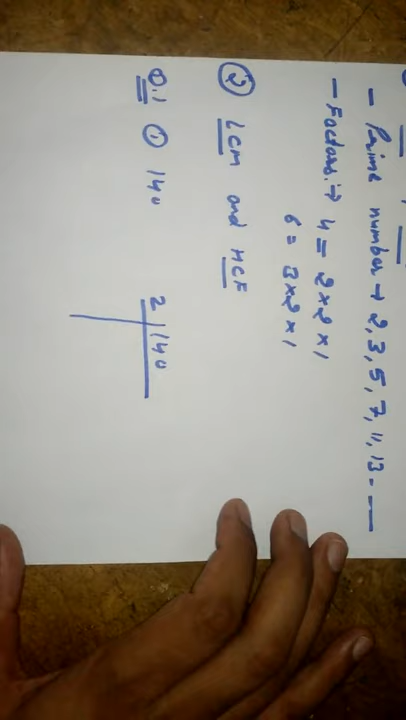 - Prime number → 2, 3, 5, 7, 11, 13 - —
- Factors: → 4 = 2 x 2 x 1
6 = 3 x 2 x 1
② LCM and HCF
Q.1 ① 140
2 | 140